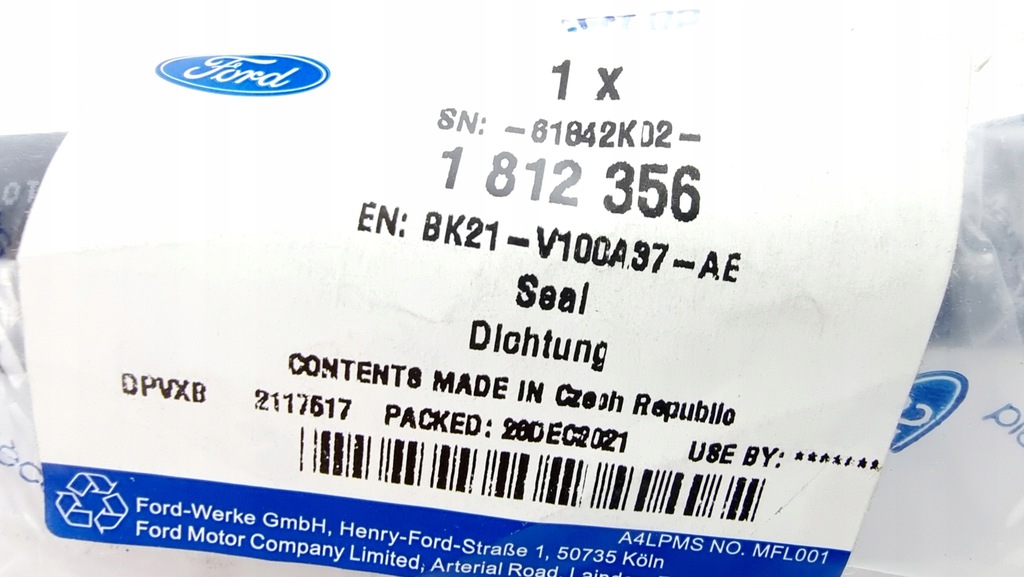 Ford
1 x
SN: -61642K02-
1 812 356
EN: BK21-V100A37-AE
Seal
Dichtung
CONTENTS MADE IN Czech Republic
DPVXB 2117517 PACKED: DEC2021 USE BY: *******
Ford-Werke GmbH, Henry-Ford-Straße 1, 50735 Köln
A4LPMS NO. MFL001
Ford Motor Company Limited, Arterial Road,